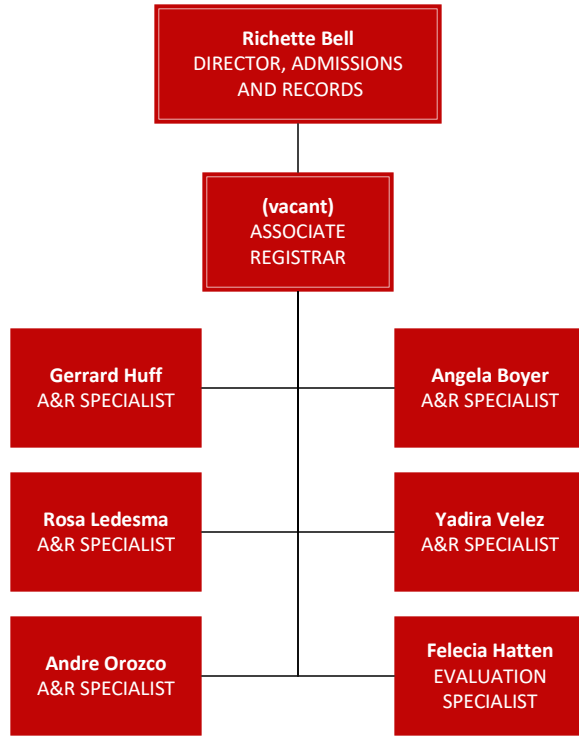 Richette Bell
DIRECTOR, ADMISSIONS
AND RECORDS
(vacant)
ASSOCIATE
REGISTRAR
Gerrard Huff
A&R SPECIALIST
Angela Boyer
A&R SPECIALIST
Rosa Ledesma
A&R SPECIALIST
Yadira Velez
A&R SPECIALIST
Andre Orozco
A&R SPECIALIST
Felecia Hatten
EVALUATION
SPECIALIST